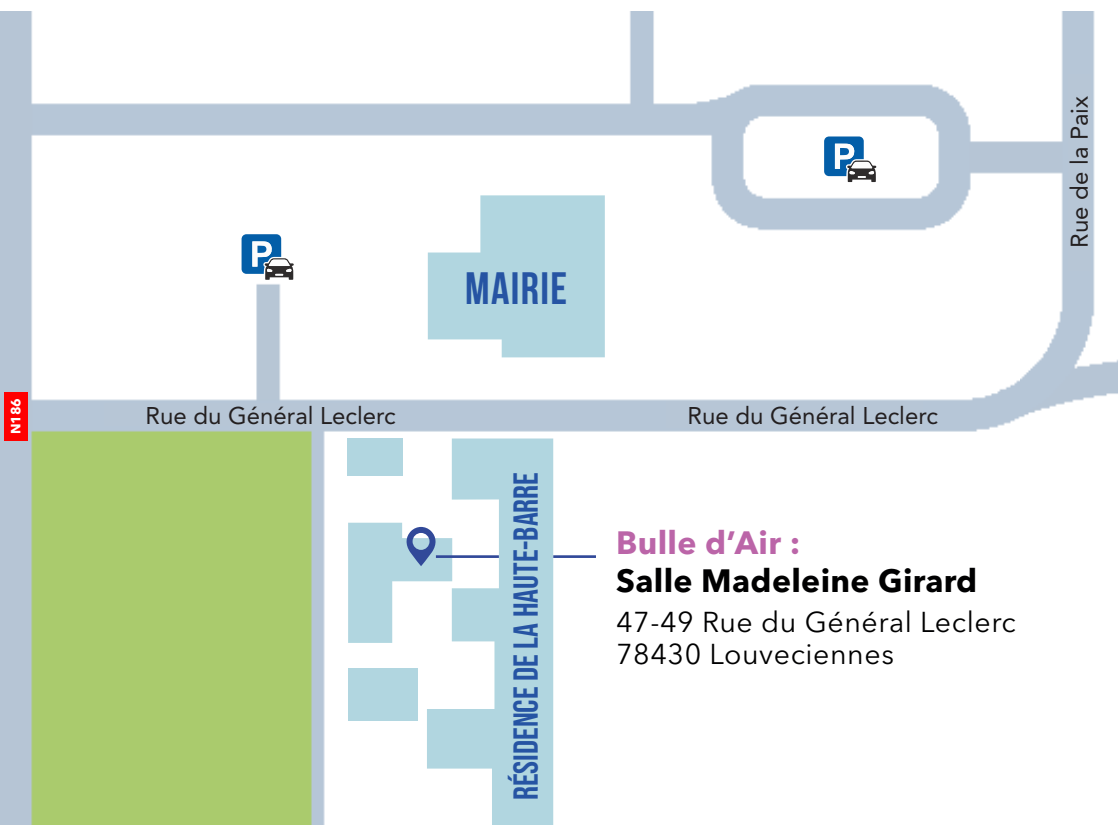 Rue de la Paix
P
P
MAIRIE
N186
Rue du Général Leclerc
Rue du Général Leclerc
RÉSIDENCE DE LA HAUTE-BARRE
Bulle d’Air :
Salle Madeleine Girard
47-49 Rue du Général Leclerc
78430 Louveciennes